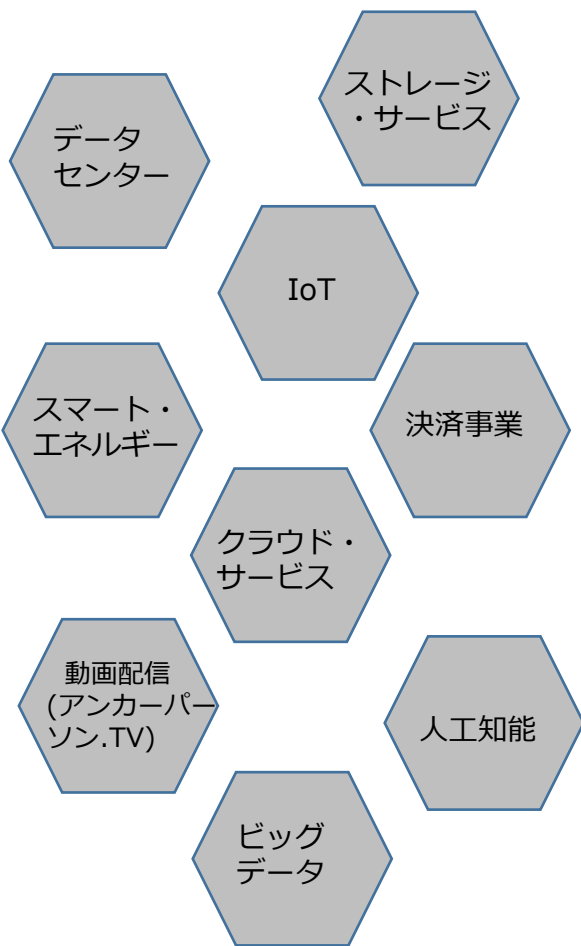 ストレージ
・サービス
データ
センター
IoT
スマート・
エネルギー
決済事業
クラウド・
サービス
動画配信
(アンカーパー
ソン.TV)
人工知能
ビッグ
データ